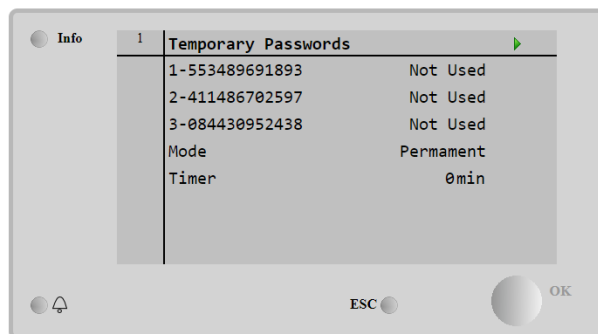 Info
1
Temporary Passwords
1-553489691893 Not Used
2-411486702597 Not Used
3-084430952438 Not Used
Mode Permament
Timer 0min
ESC
OK